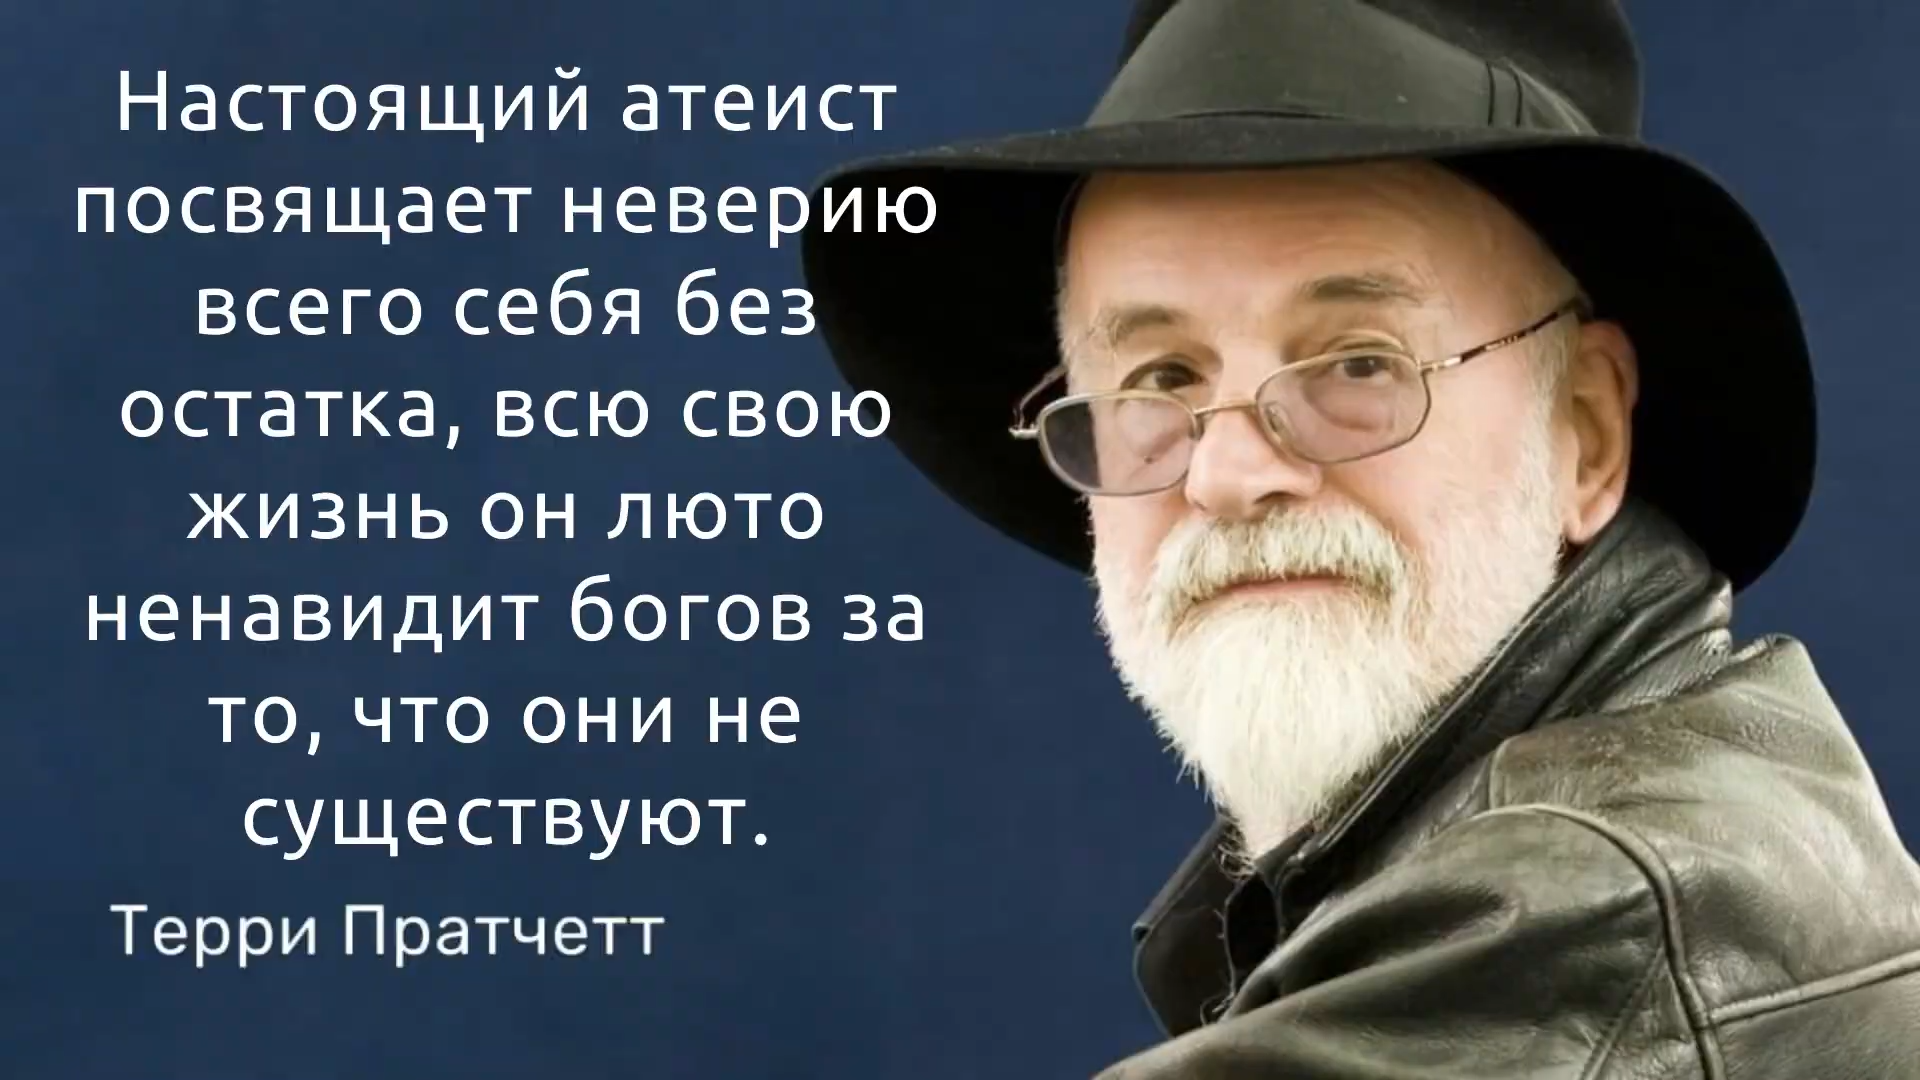 Настоящий атеист
посвящает неверию
всего себя без
остатка, всю свою
жизнь он люто
ненавидит богов за
то, что они не
существуют.
Терри Пратчетт